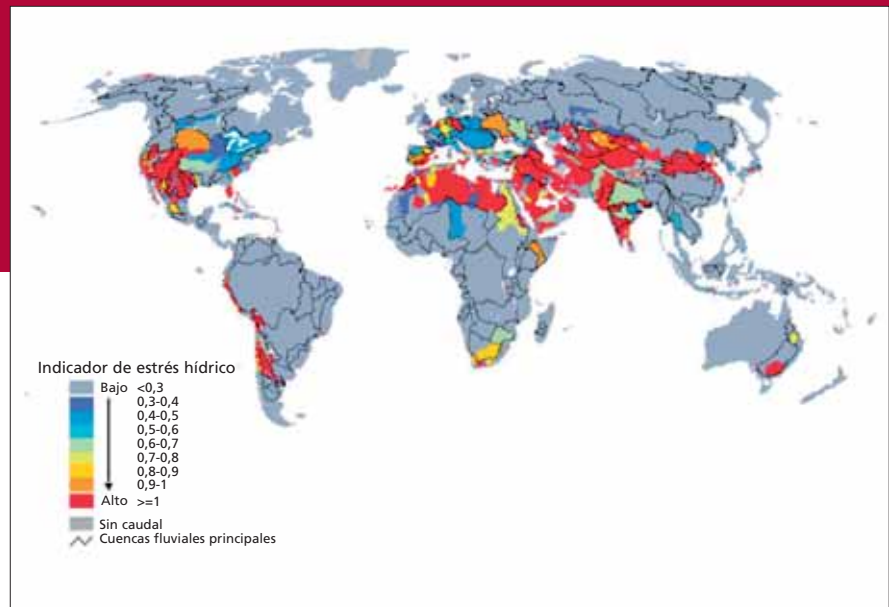 Indicador de estrés hídrico
Bajo <0,3
0,3-0,4
0,4-0,5
0,5-0,6
0,6-0,7
0,7-0,8
0,8-0,9
0,9-1
Alto >=1
Sin caudal
Cuencas fluviales principales